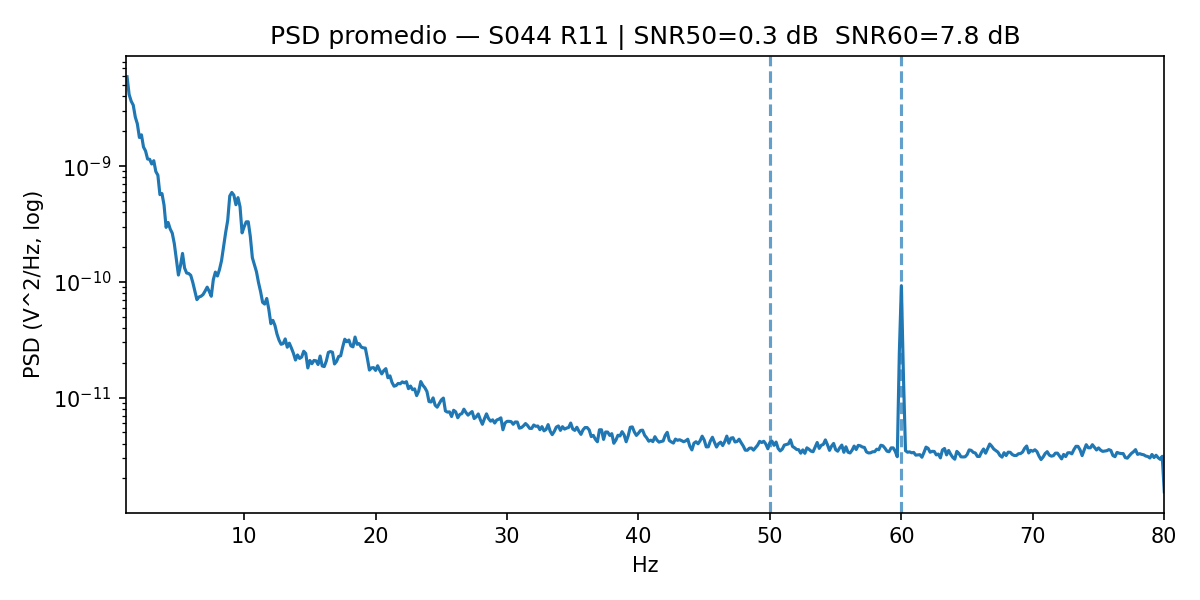 PSD promedio — S044 R11 | SNR50=0.3 dB  SNR60=7.8 dB
PSD (V^2/Hz, log)
10⁻⁹
10⁻¹⁰
10⁻¹¹
10 20 30 40 50 60 70 80
Hz